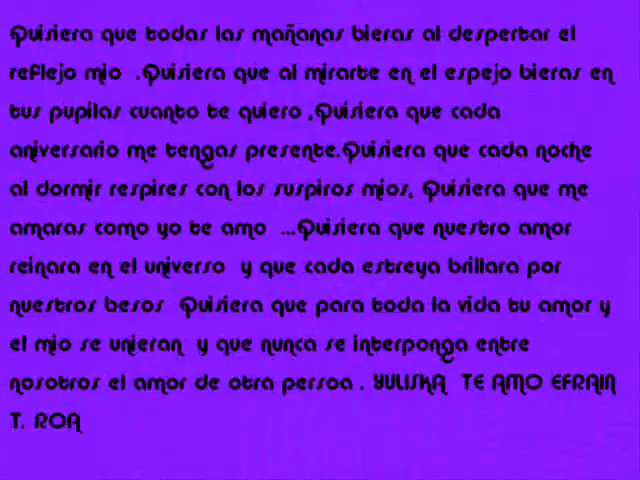 Quisiera que todas las mañanas bieras al despertar el
reflejo mio .Quisiera que al mirarte en el espejo bieras en
tus pupilas cuanto te quiero ,Quisiera que cada
aniversario me tengas presente.Quisiera que cada noche
al dormir respires con los suspiros mios, Quisiera que me
amaras como yo te amo ...Quisiera que nuestro amor
reinara en el universo y que cada estreya brillara por
nuestros besos Quisiera que para toda la vida tu amor y
el mio se unieran y que nunca se interponga entre
nosotros el amor de otra persoa . YULISKA TE AMO EFRAIN
T. ROA